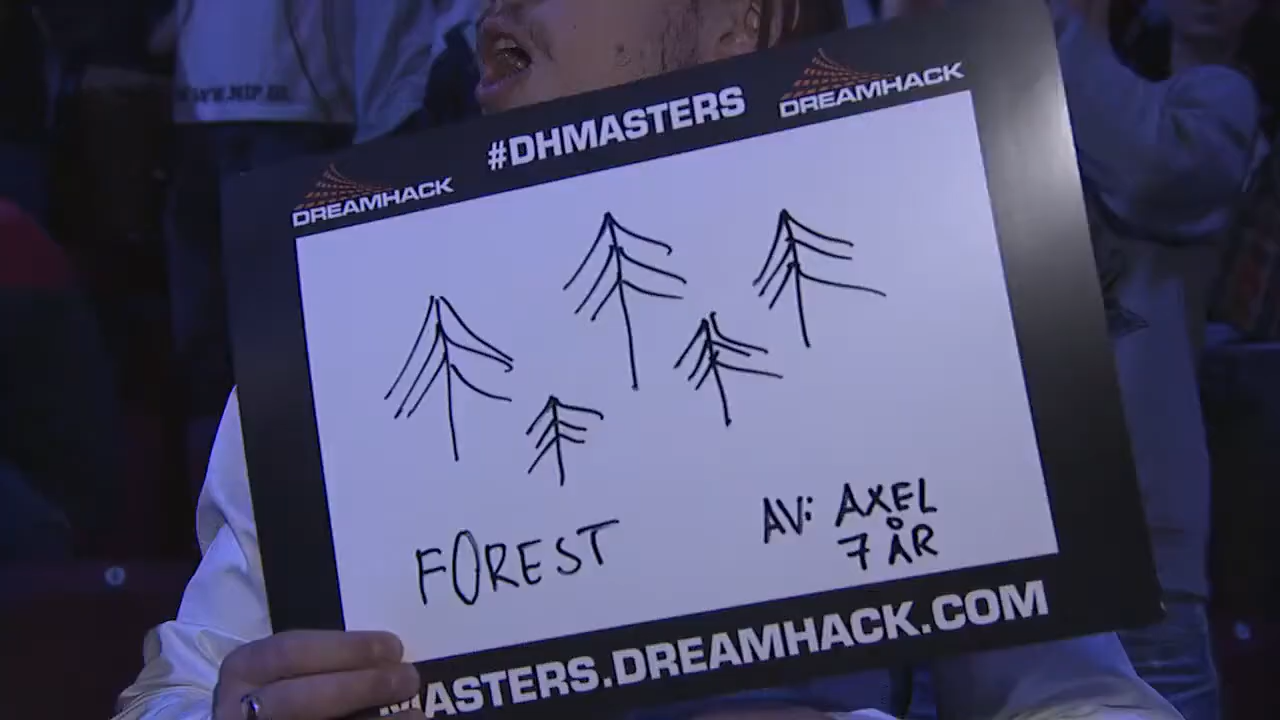 #DHMASTERS
DREAMHACK
DREAMHACK
FOREST
AV: AXEL
7 ÅR
MASTERS.DREAMHACK.COM